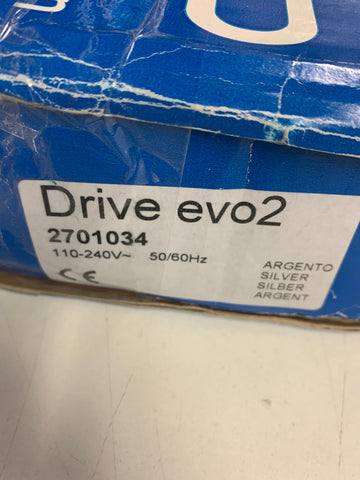 Drive evo2
2701034
110-240V~ 50/60Hz
CE
ARGENTO
SILVER
SILBER
ARGENT